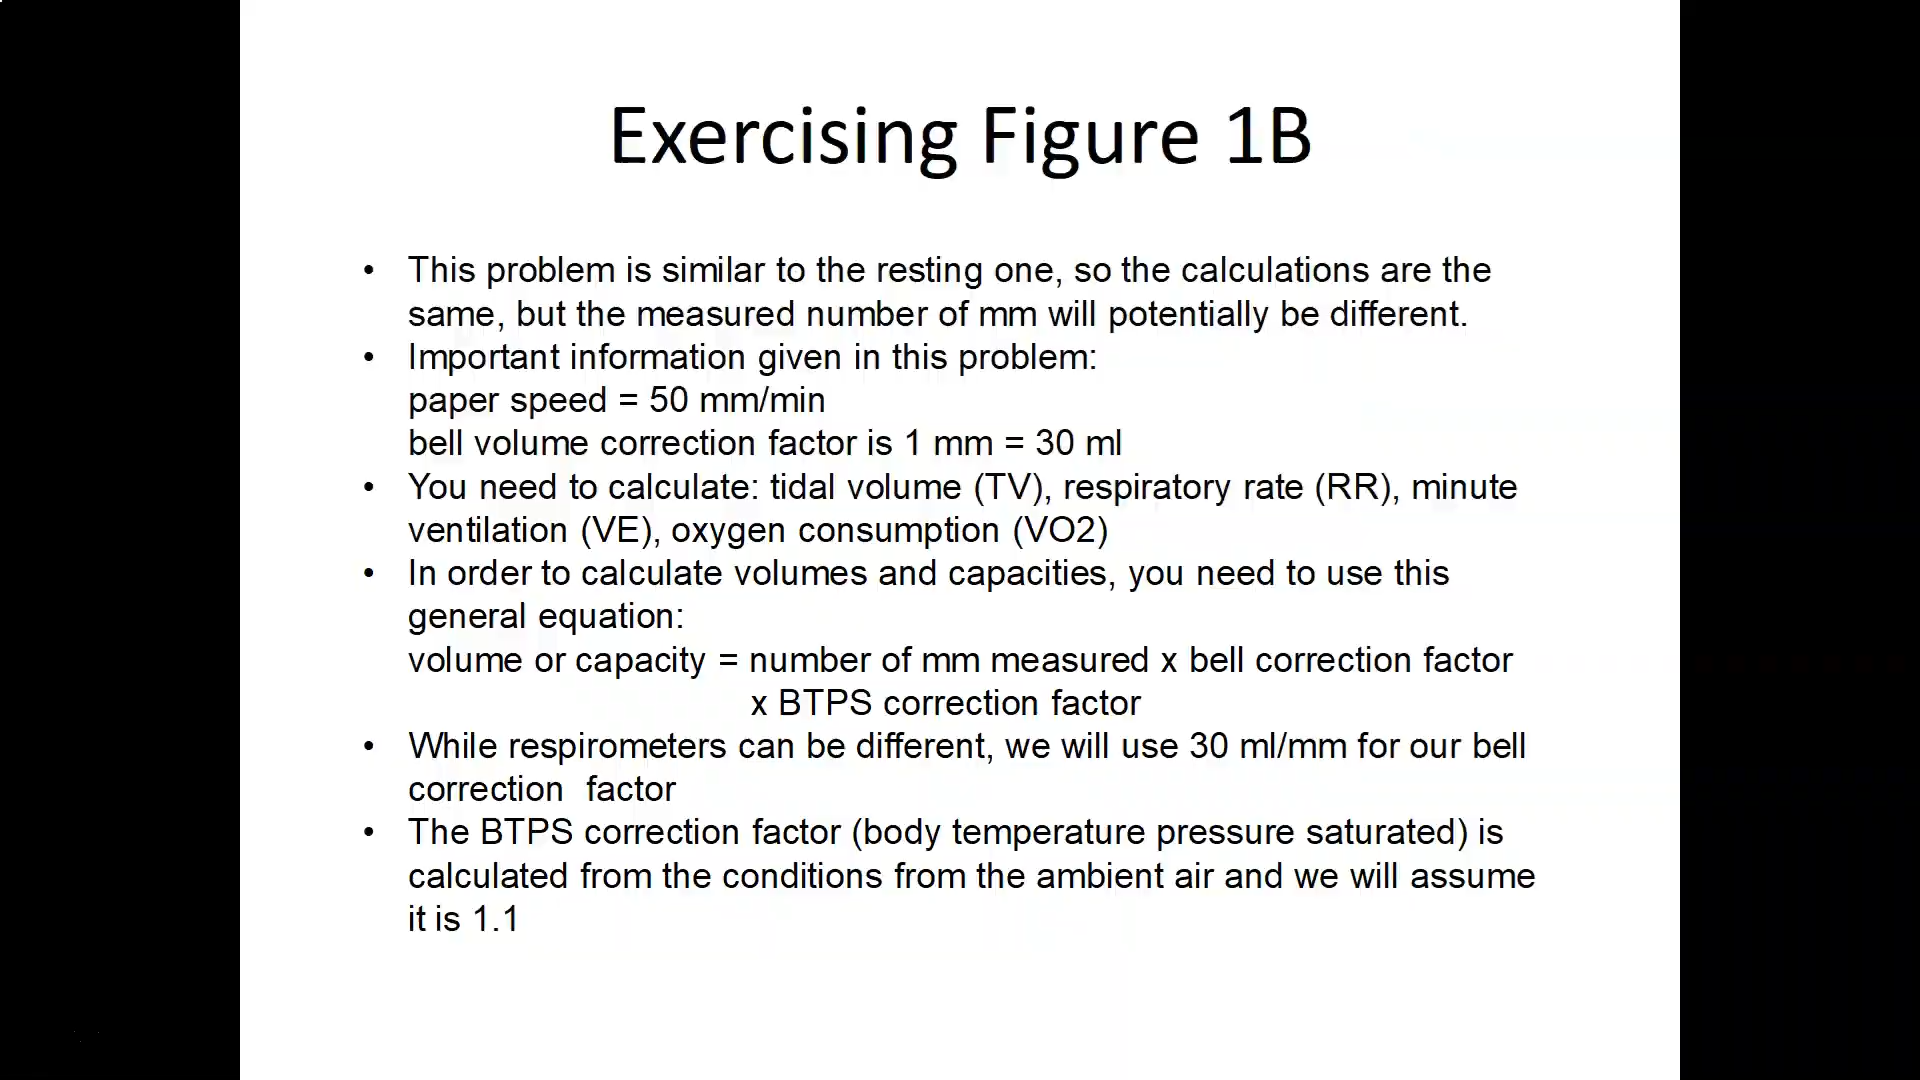 Exercising Figure 1B
• This problem is similar to the resting one, so the calculations are the
same, but the measured number of mm will potentially be different.
• Important information given in this problem:
paper speed = 50 mm/min
bell volume correction factor is 1 mm = 30 ml
• You need to calculate: tidal volume (TV), respiratory rate (RR), minute
ventilation (VE), oxygen consumption (VO2)
• In order to calculate volumes and capacities, you need to use this
general equation:
volume or capacity = number of mm measured x bell correction factor
x BTPS correction factor
• While respirometers can be different, we will use 30 ml/mm for our bell
correction  factor
• The BTPS correction factor (body temperature pressure saturated) is
calculated from the conditions from the ambient air and we will assume
it is 1.1